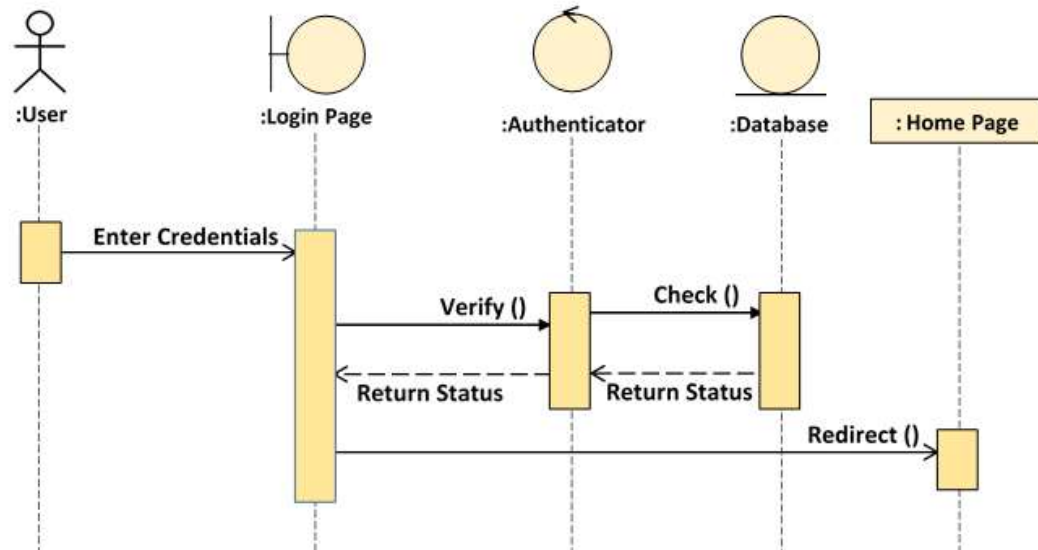 :User
:Login Page
:Authenticator
:Database
: Home Page
Enter Credentials
Verify ()
Check ()
Return Status
Return Status
Redirect ()